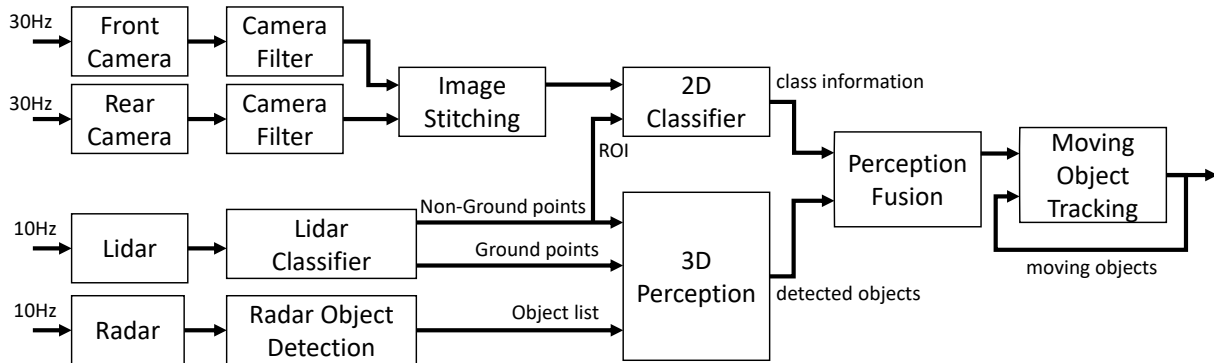 30Hz
Front
Camera
Camera
Filter
30Hz
Rear
Camera
Camera
Filter
Image
Stitching
2D
Classifier
class information
ROI
Perception
Fusion
Moving
Object
Tracking
moving objects
10Hz
Lidar
Lidar
Classifier
Non-Ground points
Ground points
3D
Perception
detected objects
10Hz
Radar
Radar Object
Detection
Object list